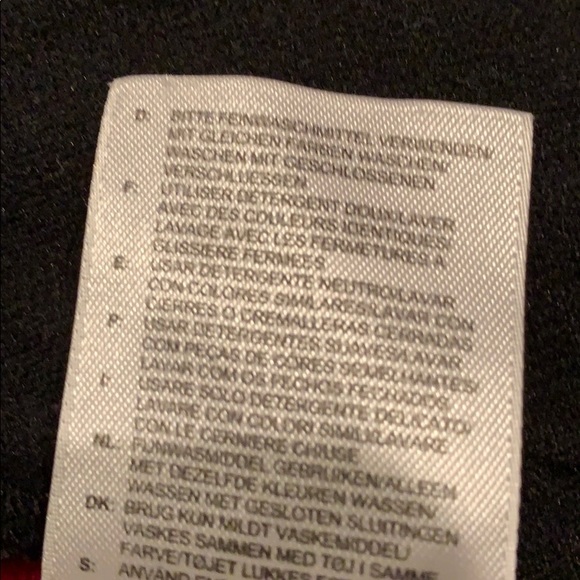 D: BITTE FEINWASCHMITTEL VERWENDEN/
MIT GLEICHEN FARBEN WASCHEN/
WASCHEN MIT GESCHLOSSENEN
VERSCHLUESSEN
F: UTILISER DETERGENT DOUX/LAVER
AVEC DES COULEURS IDENTIQUES/
LAVAGE AVEC LES FERMETURES A
GLISSIERE FERMEES
E: USAR DETERGENTE NEUTRO/LAVAR
CON COLORES SIMILARES/LAVAR CON
CIERRES O CREMALLERAS CERRADAS
P: USAR DETERGENTES SUAVES/LAVAR
COM PEÇAS DE CORES SEMELHANTES/
LAVAR COM OS FECHOS FECHADOS
I: USARE SOLO DETERGENTE DELICATO/
LAVARE CON COLORI SIMILI/LAVARE
CON LE CERNIERE CHIUSE
NL: FIJNWASMIDDEL GEBRUIKEN/ALLEEN
MET DEZELFDE KLEUREN WASSEN/
WASSEN MET GESLOTEN SLUITINGEN
DK: BRUG KUN MILDT VASKEMIDDEL/
VASKES SAMMEN MED TØJ I SAMME
FARVE/TØJET LUKKES
S: ANVÄND